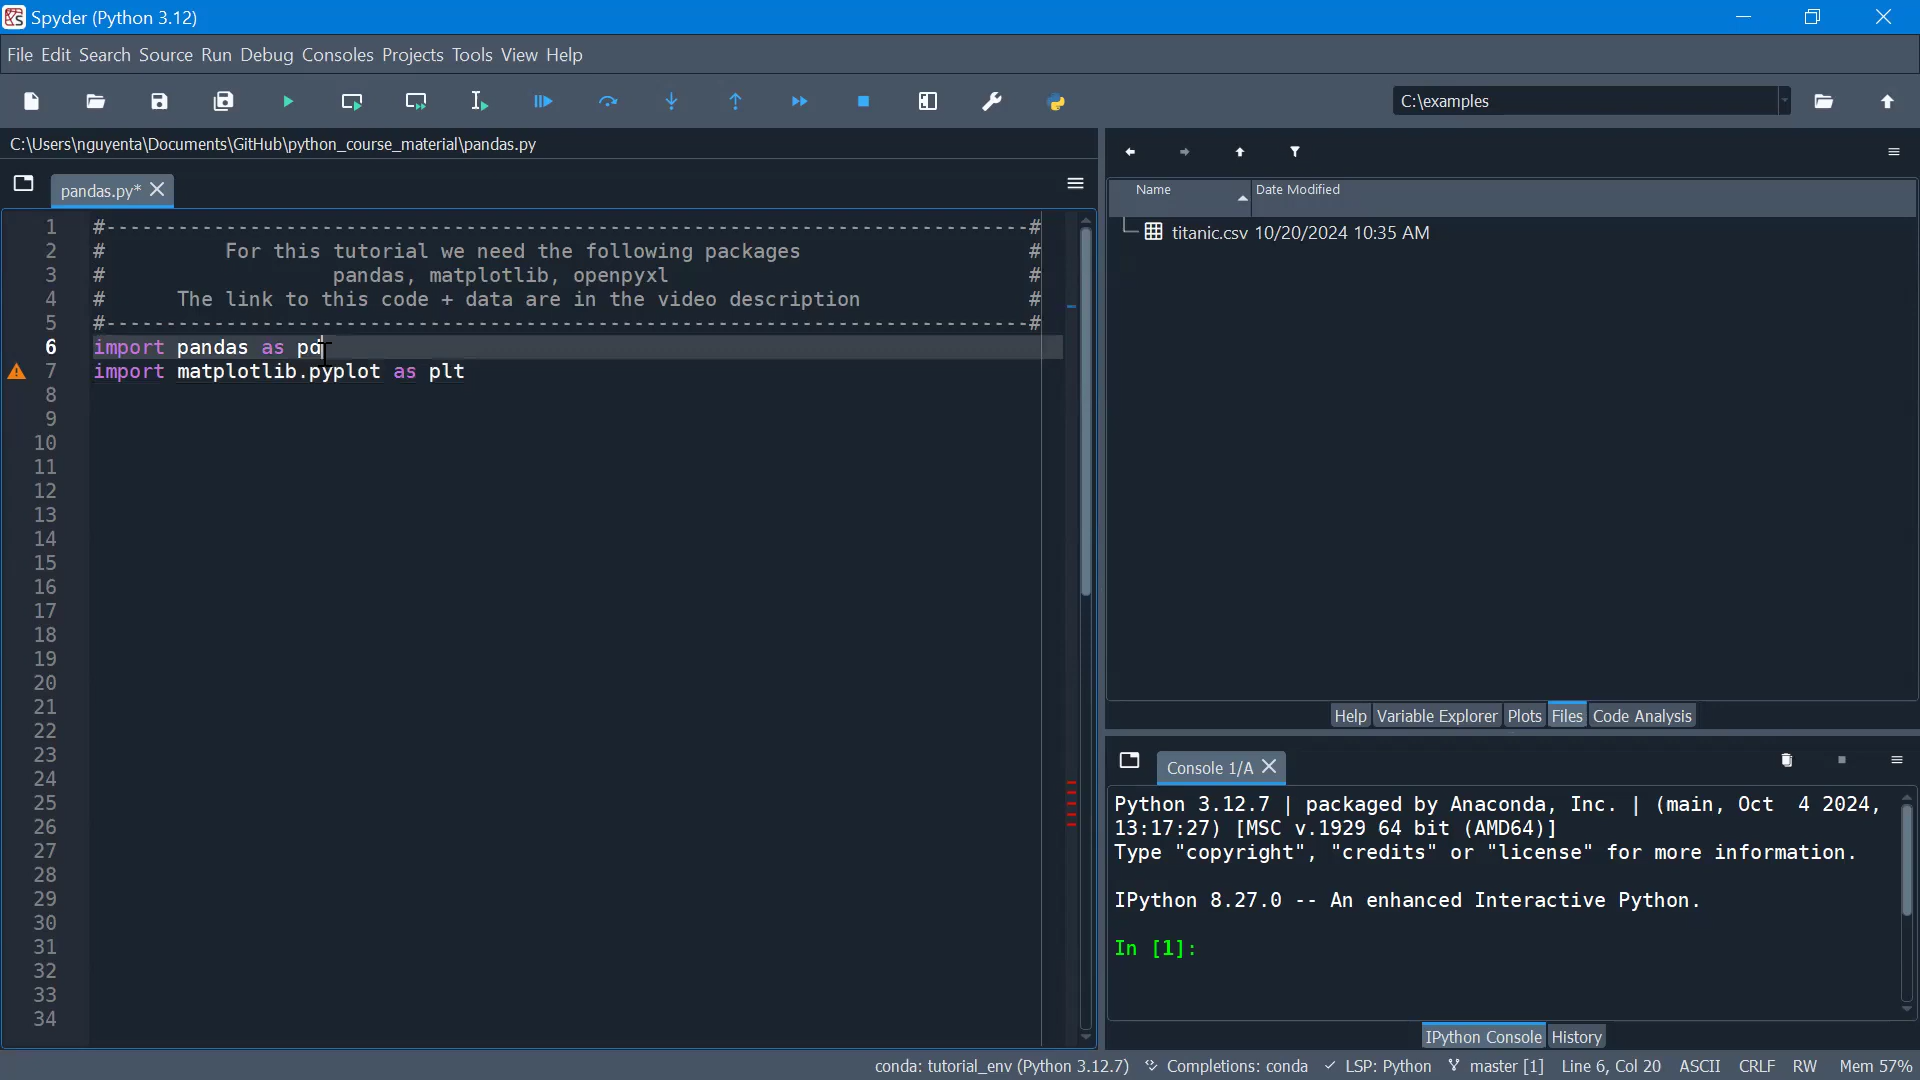 Spyder (Python 3.12)
File Edit Search Source Run Debug Consoles Projects Tools View Help
C:\examples
C:\Users\nguyenta\Documents\GitHub\python_course_material\pandas.py
pandas.py*
Name Date Modified
titanic.csv 10/20/2024 10:35 AM
1 #-----------------------------------------------------------------------------#
2 # For this tutorial we need the following packages #
3 # pandas, matplotlib, openpyxl #
4 # The link to this code + data are in the video description #
5 #-----------------------------------------------------------------------------#
6 import pandas as pd
7 import matplotlib.pyplot as plt
8
9
10
11
12
13
14
15
16
17
18
19
20
21
22
23
24
25
26
27
28
29
30
31
32
33
34
Help Variable Explorer Plots Files Code Analysis
Console 1/A
Python 3.12.7 | packaged by Anaconda, Inc. | (main, Oct 4 2024,
13:17:27) [MSC v.1929 64 bit (AMD64)]
Type "copyright", "credits" or "license" for more information.
IPython 8.27.0 -- An enhanced Interactive Python.
In [1]:
IPython Console History
conda: tutorial_env (Python 3.12.7) Completions: conda LSP: Python master [1] Line 6, Col 20 ASCII CRLF RW Mem 57%